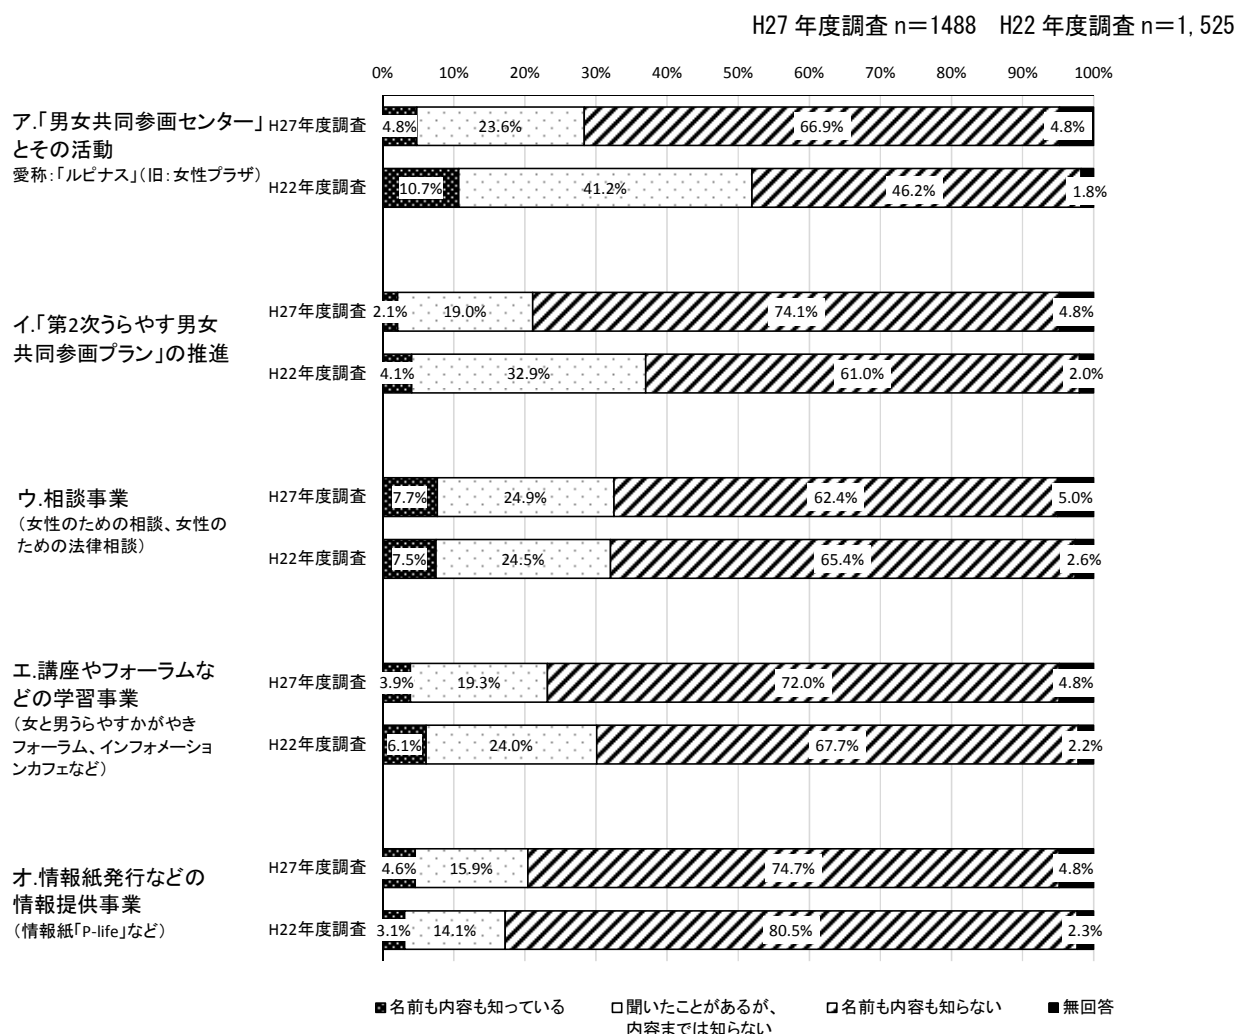 H27 年度調査 n＝1488　H22 年度調査 n＝1,525
0% 10% 20% 30% 40% 50% 60% 70% 80% 90% 100%
ア.「男女共同参画センター」
とその活動
愛称：「ルピナス」（旧：女性プラザ）
H27年度調査 4.8% 23.6% 66.9% 4.8%
H22年度調査 10.7% 41.2% 46.2% 1.8%
イ.「第2次うらやす男女
共同参画プラン」の推進
H27年度調査 2.1% 19.0% 74.1% 4.8%
H22年度調査 4.1% 32.9% 61.0% 2.0%
ウ.相談事業
（女性のための相談、女性の
ための法律相談）
H27年度調査 7.7% 24.9% 62.4% 5.0%
H22年度調査 7.5% 24.5% 65.4% 2.6%
エ.講座やフォーラムな
どの学習事業
（女と男うらやすかがやき
フォーラム、インフォメーショ
ンカフェなど）
H27年度調査 3.9% 19.3% 72.0% 4.8%
H22年度調査 6.1% 24.0% 67.7% 2.2%
オ.情報紙発行などの
情報提供事業
（情報紙「P-life」など）
H27年度調査 4.6% 15.9% 74.7% 4.8%
H22年度調査 3.1% 14.1% 80.5% 2.3%
名前も内容も知っている
聞いたことがあるが、
内容までは知らない
名前も内容も知らない
無回答